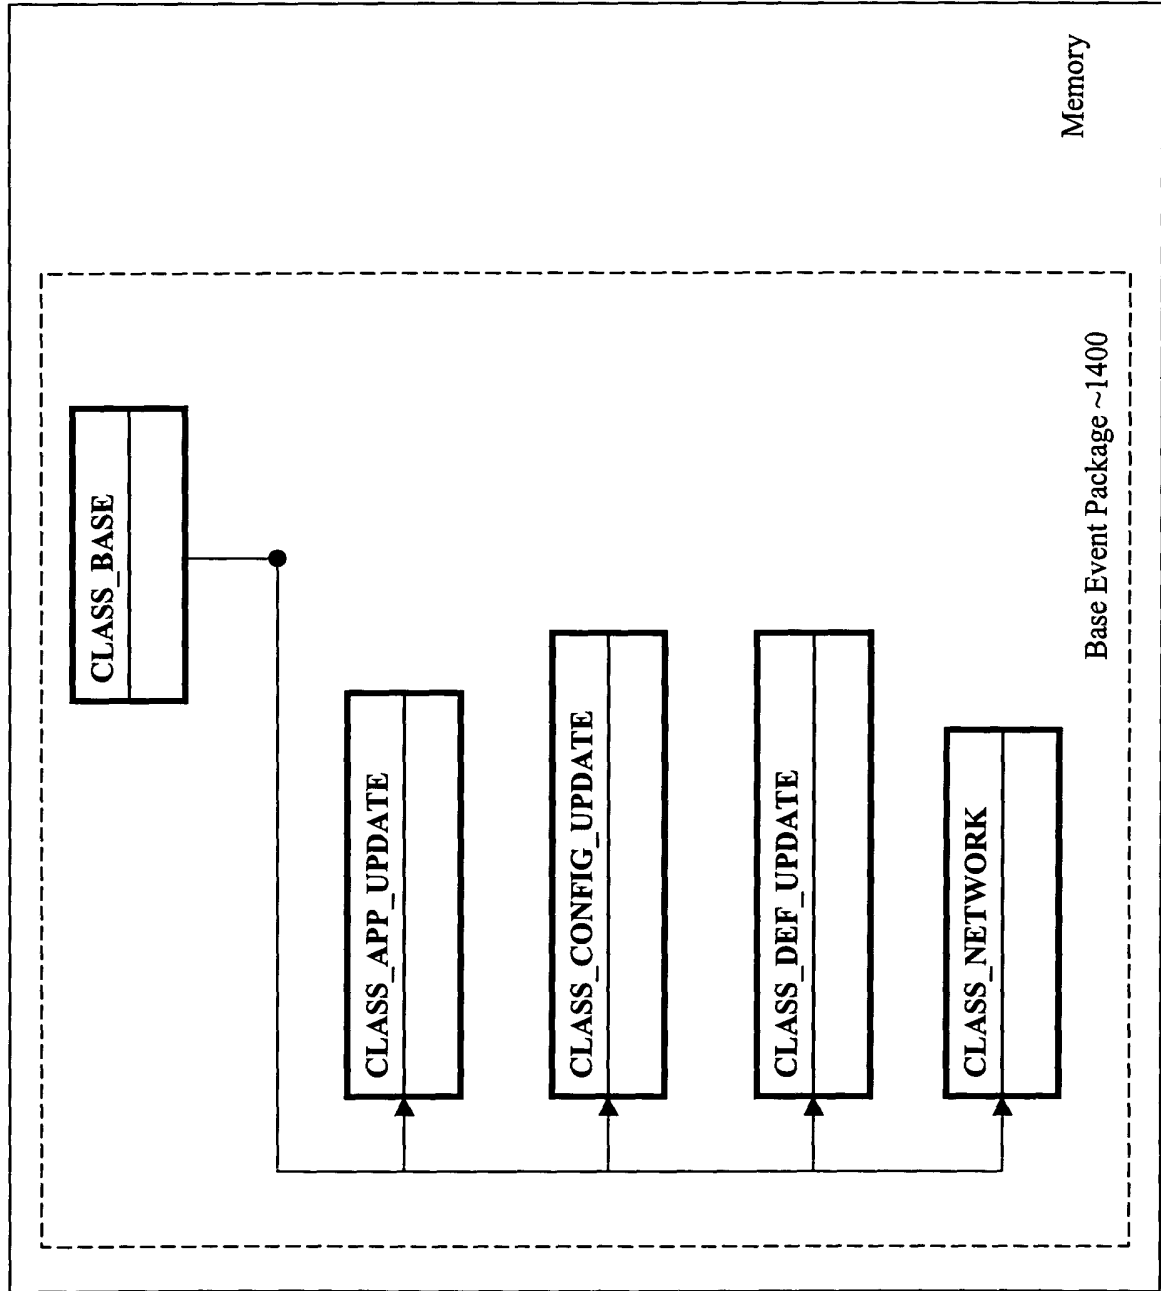 CLASS_BASE
CLASS_APP_UPDATE
CLASS_CONFIG_UPDATE
CLASS_DEF_UPDATE
CLASS_NETWORK
Base Event Package ~1400
Memory